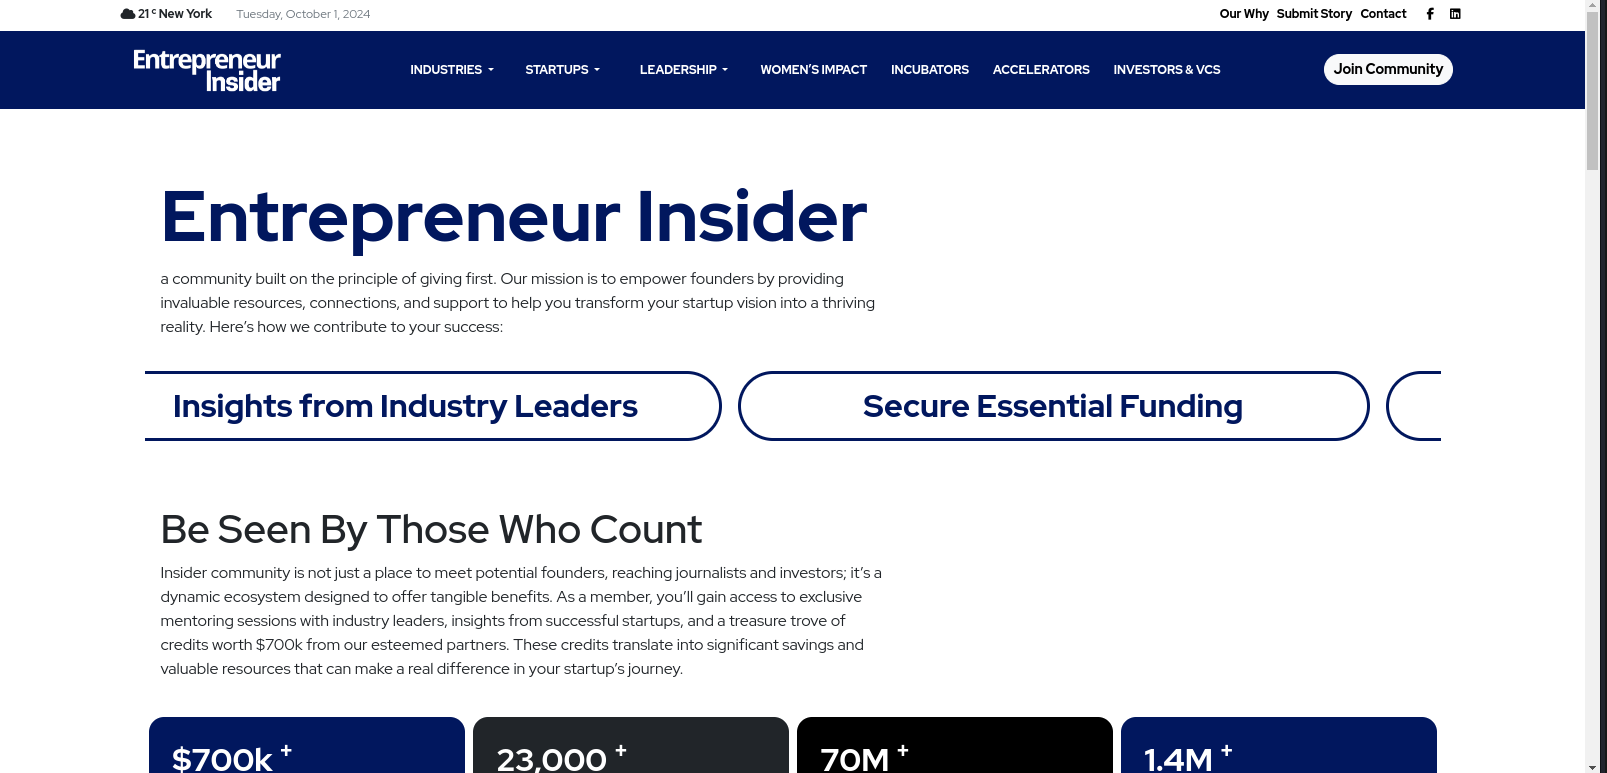 21 c New York
Tuesday, October 1, 2024
Our Why Submit Story Contact
Entrepreneur
Insider
INDUSTRIES
STARTUPS
LEADERSHIP
WOMEN'S IMPACT
INCUBATORS
ACCELERATORS
INVESTORS & VCS
Join Community
Entrepreneur Insider
a community built on the principle of giving first. Our mission is to empower founders by providing
invaluable resources, connections, and support to help you transform your startup vision into a thriving
reality. Here's how we contribute to your success:
Insights from Industry Leaders
Secure Essential Funding
Be Seen By Those Who Count
Insider community is not just a place to meet potential founders, reaching journalists and investors; it's a
dynamic ecosystem designed to offer tangible benefits. As a member, you'll gain access to exclusive
mentoring sessions with industry leaders, insights from successful startups, and a treasure trove of
credits worth $700k from our esteemed partners. These credits translate into significant savings and
valuable resources that can make a real difference in your startup's journey.
$700k +
23,000 +
70M +
1.4M +